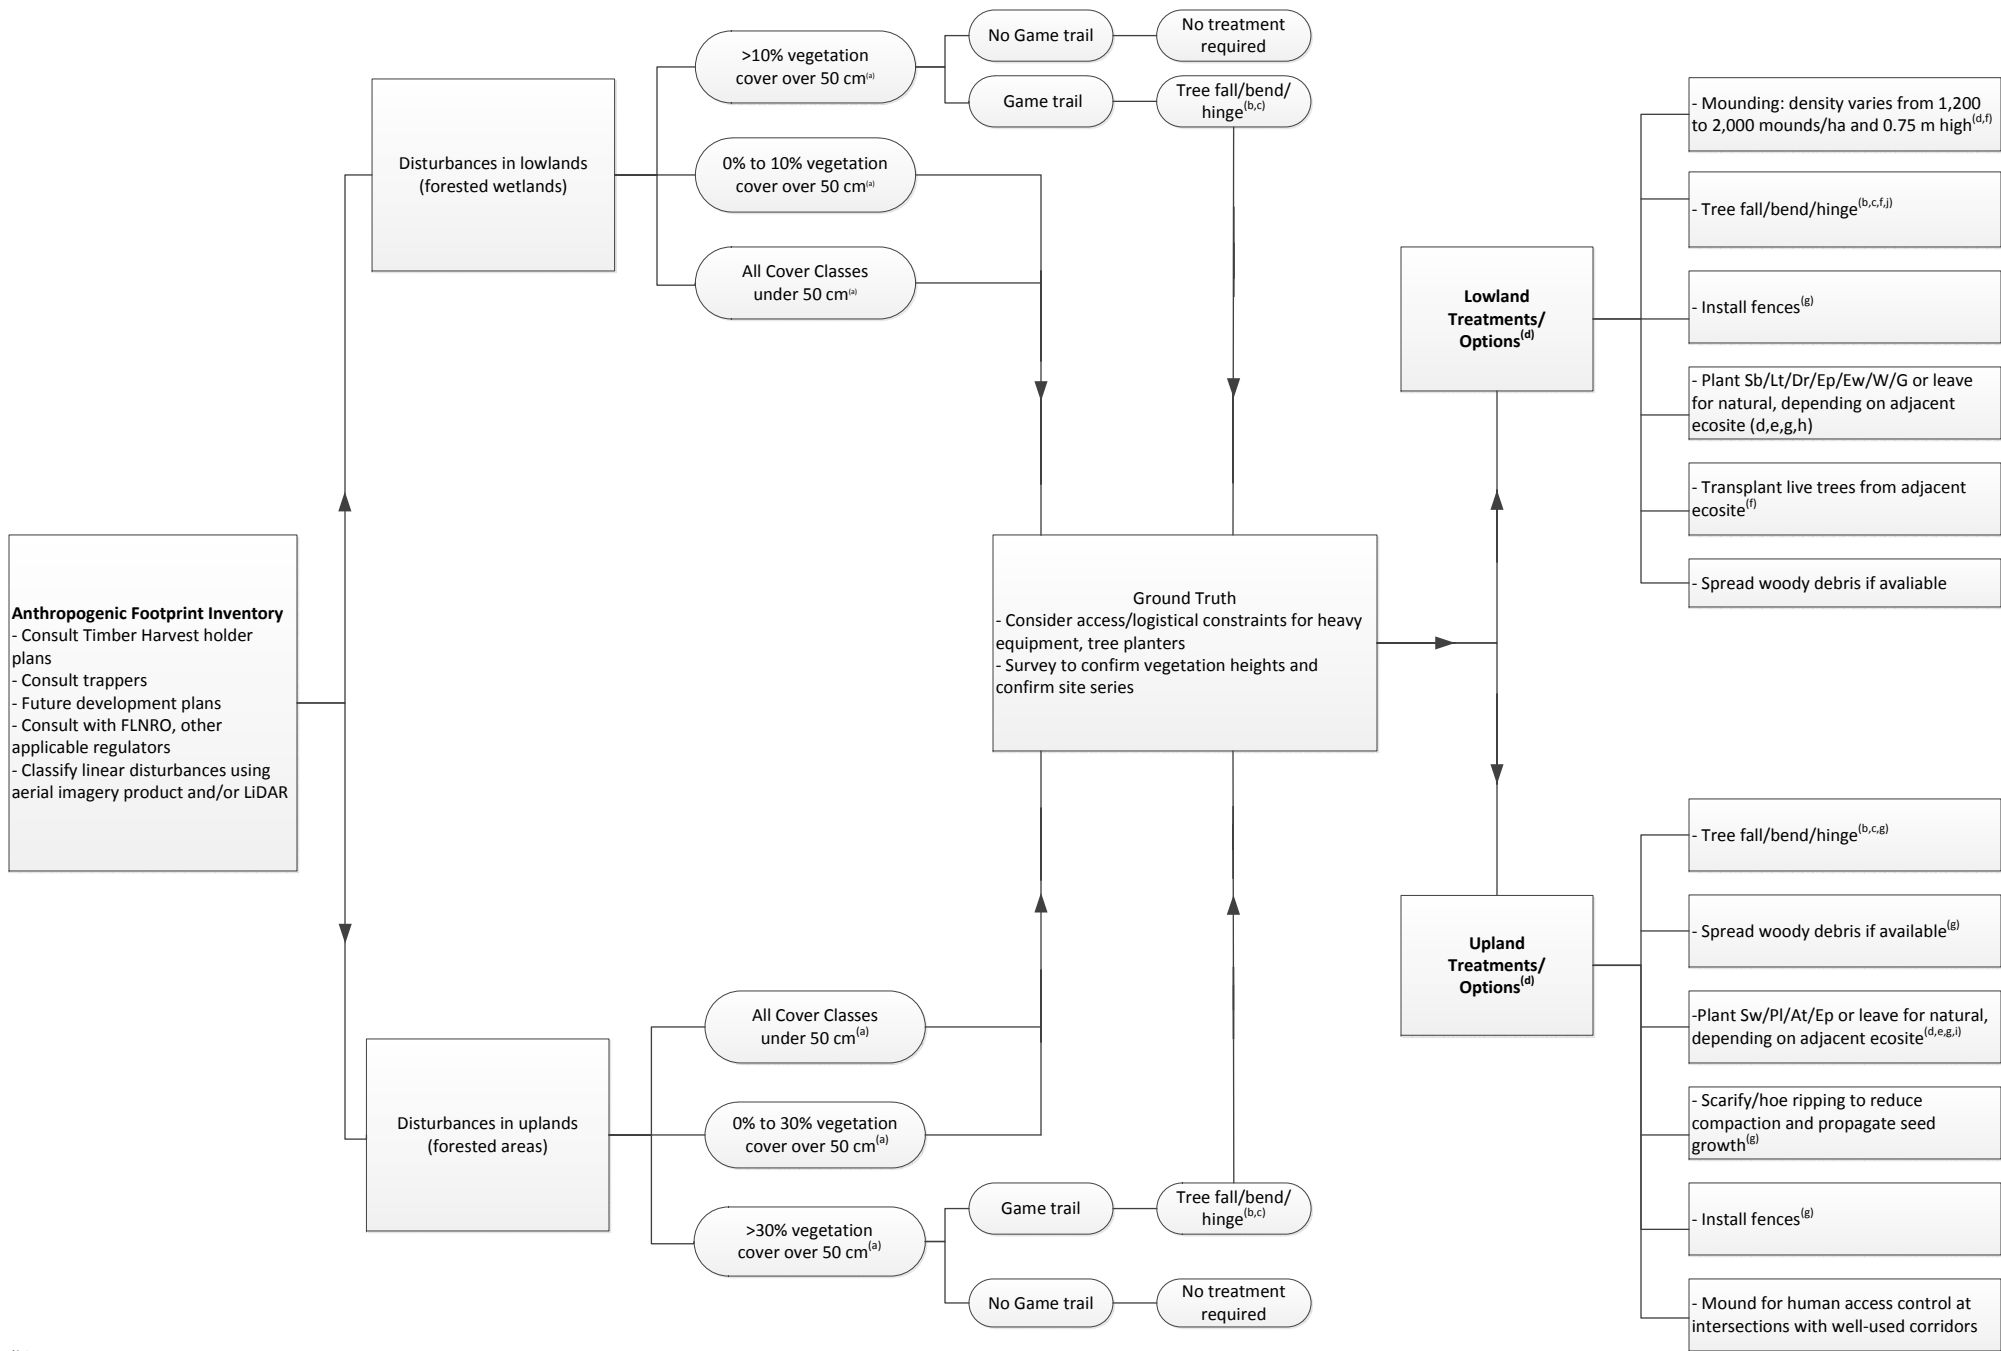 Anthropogenic Footprint Inventory
- Consult Timber Harvest holder
plans
- Consult trappers
- Future development plans
- Consult with FLNRO, other
applicable regulators
- Classify linear disturbances using
aerial imagery product and/or LiDAR
Disturbances in lowlands
(forested wetlands)
>10% vegetation
cover over 50 cm(a)
No Game trail
No treatment
required
Game trail
Tree fall/bend/
hinge(b,c)
0% to 10% vegetation
cover over 50 cm(a)
All Cover Classes
under 50 cm(a)
Disturbances in uplands
(forested areas)
All Cover Classes
under 50 cm(a)
0% to 30% vegetation
cover over 50 cm(a)
>30% vegetation
cover over 50 cm(a)
Game trail
Tree fall/bend/
hinge(b,c)
No Game trail
No treatment
required
Ground Truth
- Consider access/logistical constraints for heavy
equipment, tree planters
- Survey to confirm vegetation heights and
confirm site series
Lowland
Treatments/
Options(d)
- Mounding: density varies from 1,200
to 2,000 mounds/ha and 0.75 m high(d,f)
- Tree fall/bend/hinge(b,c,f,j)
- Install fences(g)
- Plant Sb/Lt/Dr/Ep/Ew/W/G or leave
for natural, depending on adjacent
ecosite (d,e,g,h)
- Transplant live trees from adjacent
ecosite(f)
- Spread woody debris if avaliable
Upland
Treatments/
Options(d)
- Tree fall/bend/hinge(b,c,g)
- Spread woody debris if available(g)
-Plant Sw/Pl/At/Ep or leave for natural,
depending on adjacent ecosite(d,e,g,i)
- Scarify/hoe ripping to reduce
compaction and propagate seed
growth(g)
- Install fences(g)
- Mound for human access control at
intersections with well-used corridors